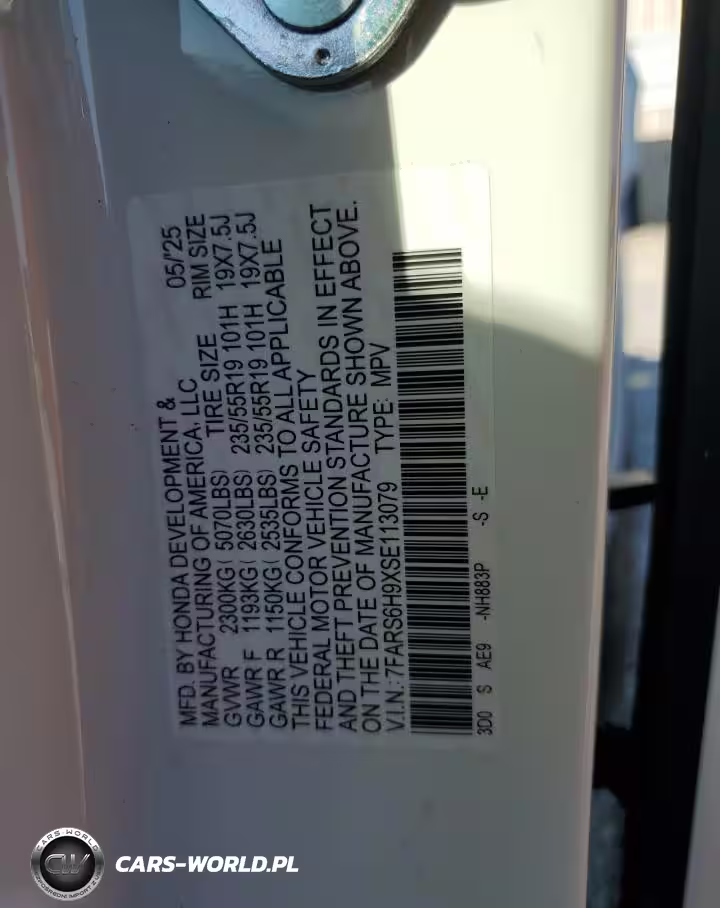 MFD. BY HONDA DEVELOPMENT &
MANUFACTURING OF AMERICA, LLC 05/'25
GVWR 2300KG ( 5070LBS) TIRE SIZE RIM SIZE
GAWR F 1193KG ( 2630LBS) 235/55R19 101H 19X7.5J
GAWR R 1150KG ( 2535LBS) 235/55R19 101H 19X7.5J
THIS VEHICLE CONFORMS TO ALL APPLICABLE
FEDERAL MOTOR VEHICLE SAFETY
AND THEFT PREVENTION STANDARDS IN EFFECT
ON THE DATE OF MANUFACTURE SHOWN ABOVE.
V.I.N.: 7FARS6H9XSE113079 TYPE: MPV
3D0 S AE9 -NH883P -S -E
CARS-WORLD
CW
CARS-WORLD.PL